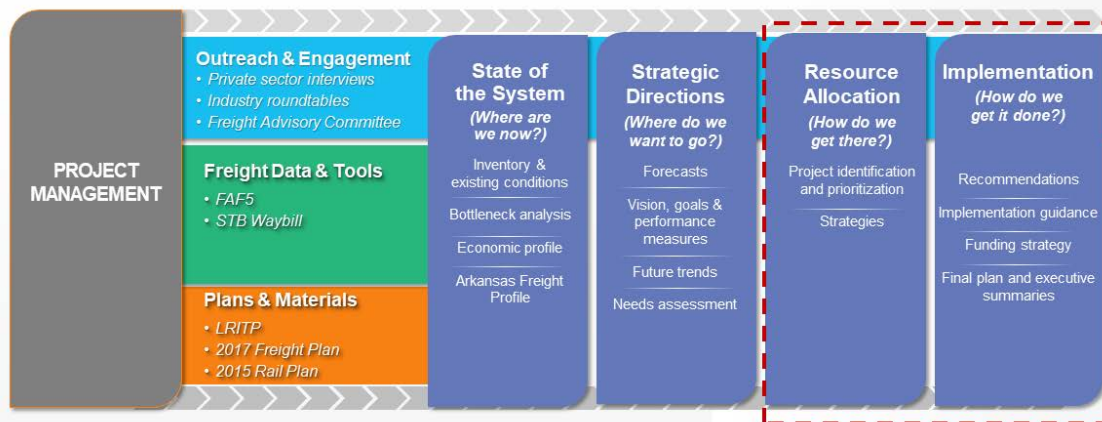 PROJECT
MANAGEMENT
Outreach & Engagement
• Private sector interviews
• Industry roundtables
• Freight Advisory Committee
Freight Data & Tools
• FAF5
• STB Waybill
Plans & Materials
• LRITP
• 2017 Freight Plan
• 2015 Rail Plan
State of
the System
(Where are
we now?)
Inventory &
existing conditions
Bottleneck analysis
Economic profile
Arkansas Freight
Profile
Strategic
Directions
(Where do we
want to go?)
Forecasts
Vision, goals &
performance
measures
Future trends
Needs assessment
Resource
Allocation
(How do we
get there?)
Project identification
and prioritization
Strategies
Implementation
(How do we
get it done?)
Recommendations
Implementation guidance
Funding strategy
Final plan and executive
summaries